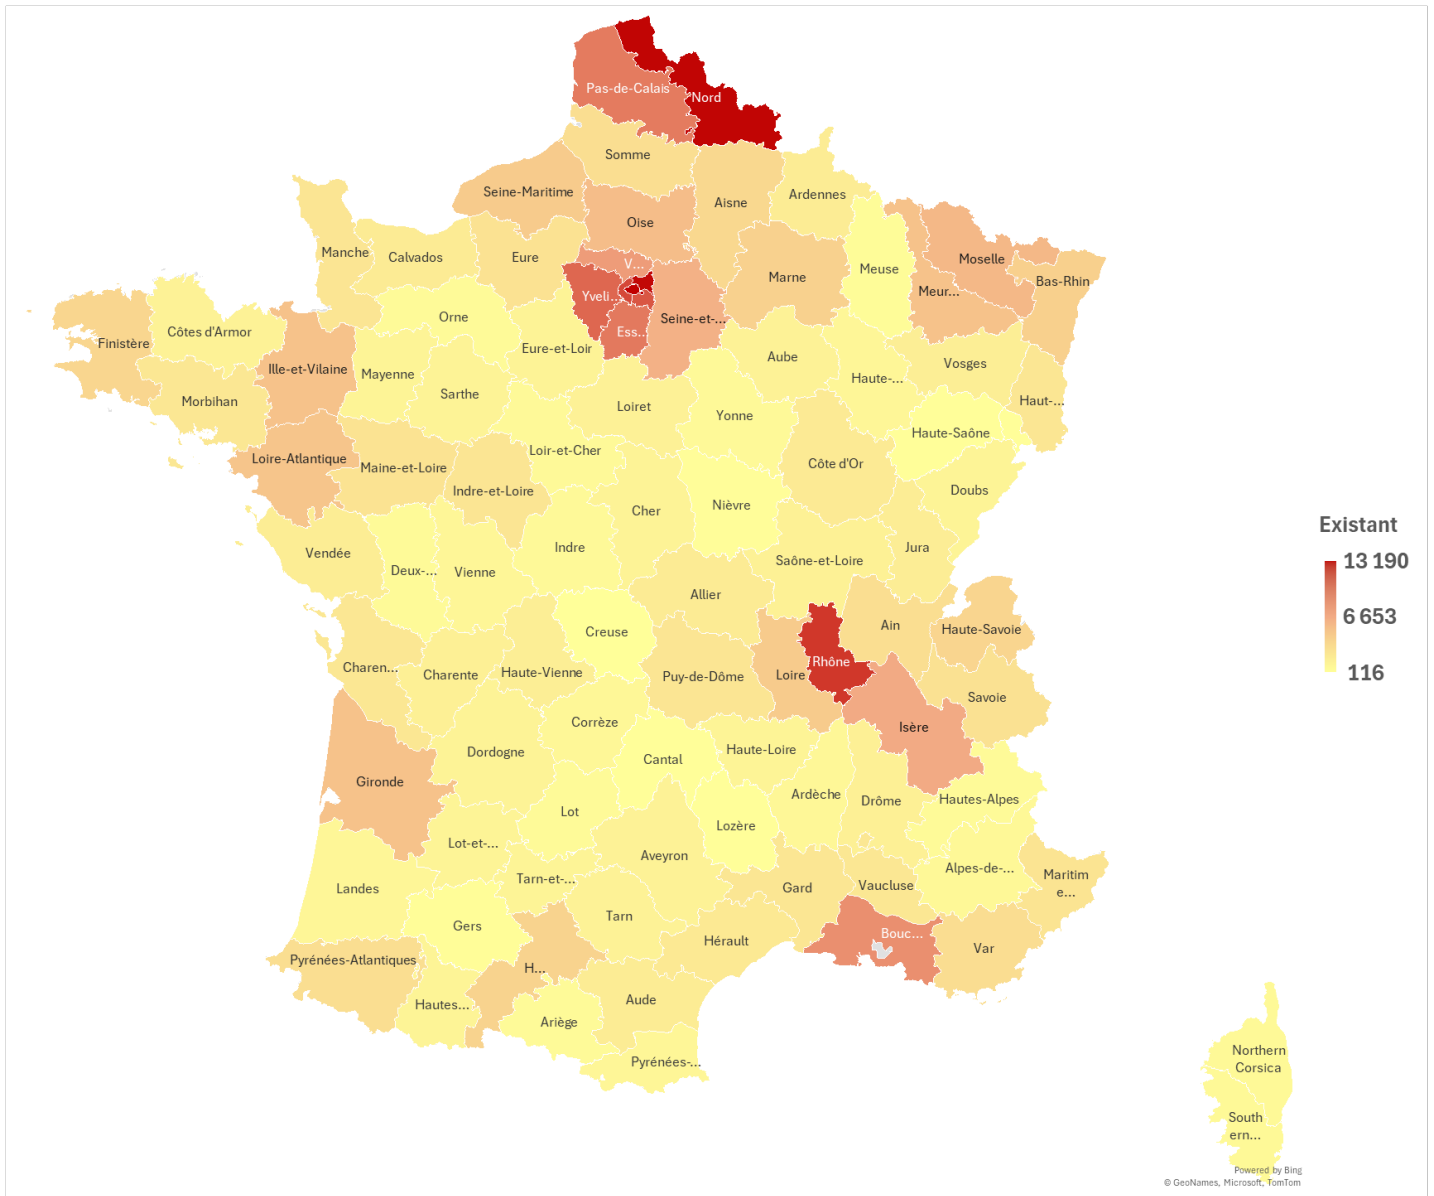 Pas-de-Calais
Nord
Somme
Seine-Maritime
Aisne
Ardennes
Oise
Manche
Calvados
Eure
V...
Moselle
Meuse
Marne
Bas-Rhin
Meur...
Yveli...
Orne
Seine-et-...
Ess...
Côtes d'Armor
Finistère
Eure-et-Loir
Aube
Vosges
Ille-et-Vilaine
Mayenne
Haute-...
Sarthe
Morbihan
Loiret
Haut-...
Yonne
Haute-Saône
Loir-et-Cher
Loire-Atlantique
Maine-et-Loire
Côte d'Or
Indre-et-Loire
Doubs
Nièvre
Cher
Existant
Vendée
Indre
Jura
Saône-et-Loire
13 190
Deux-...
Vienne
Allier
6 653
Creuse
Ain
Haute-Savoie
Rhône
Charen...
Charente
Haute-Vienne
Puy-de-Dôme
Loire
116
Savoie
Corrèze
Isère
Dordogne
Haute-Loire
Cantal
Gironde
Ardèche
Drôme
Hautes-Alpes
Lot
Lozère
Lot-et-...
Aveyron
Alpes-de-...
Tarn-et-...
Landes
Gard
Vaucluse
Maritim
e...
Tarn
Gers
Bouc...
Hérault
Var
Pyrénées-Atlantiques
H...
Hautes...
Aude
Ariège
Pyrénées-...
Northern
Corsica
South
ern...
Powered by Bing
© GeoNames, Microsoft, TomTom